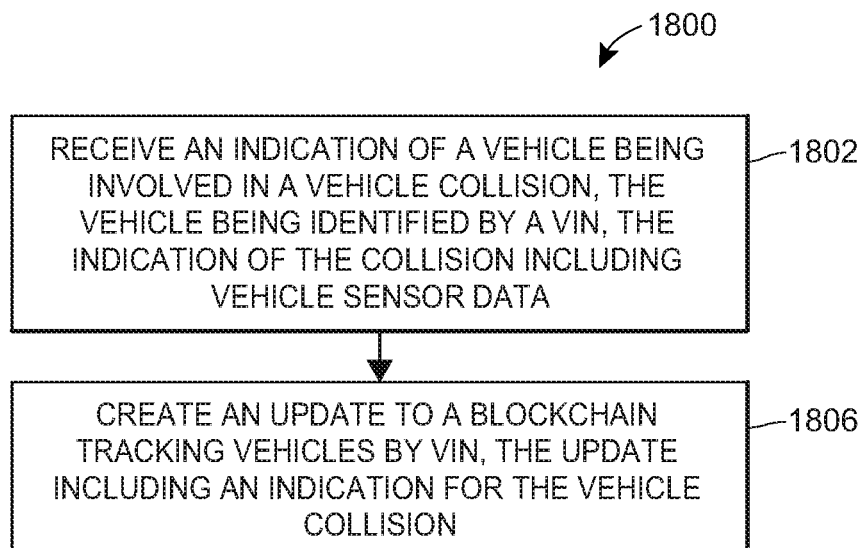 1800
RECEIVE AN INDICATION OF A VEHICLE BEING
INVOLVED IN A VEHICLE COLLISION, THE
VEHICLE BEING IDENTIFIED BY A VIN, THE
INDICATION OF THE COLLISION INCLUDING
VEHICLE SENSOR DATA
1802
CREATE AN UPDATE TO A BLOCKCHAIN
TRACKING VEHICLES BY VIN, THE UPDATE
INCLUDING AN INDICATION FOR THE VEHICLE
COLLISION
1806